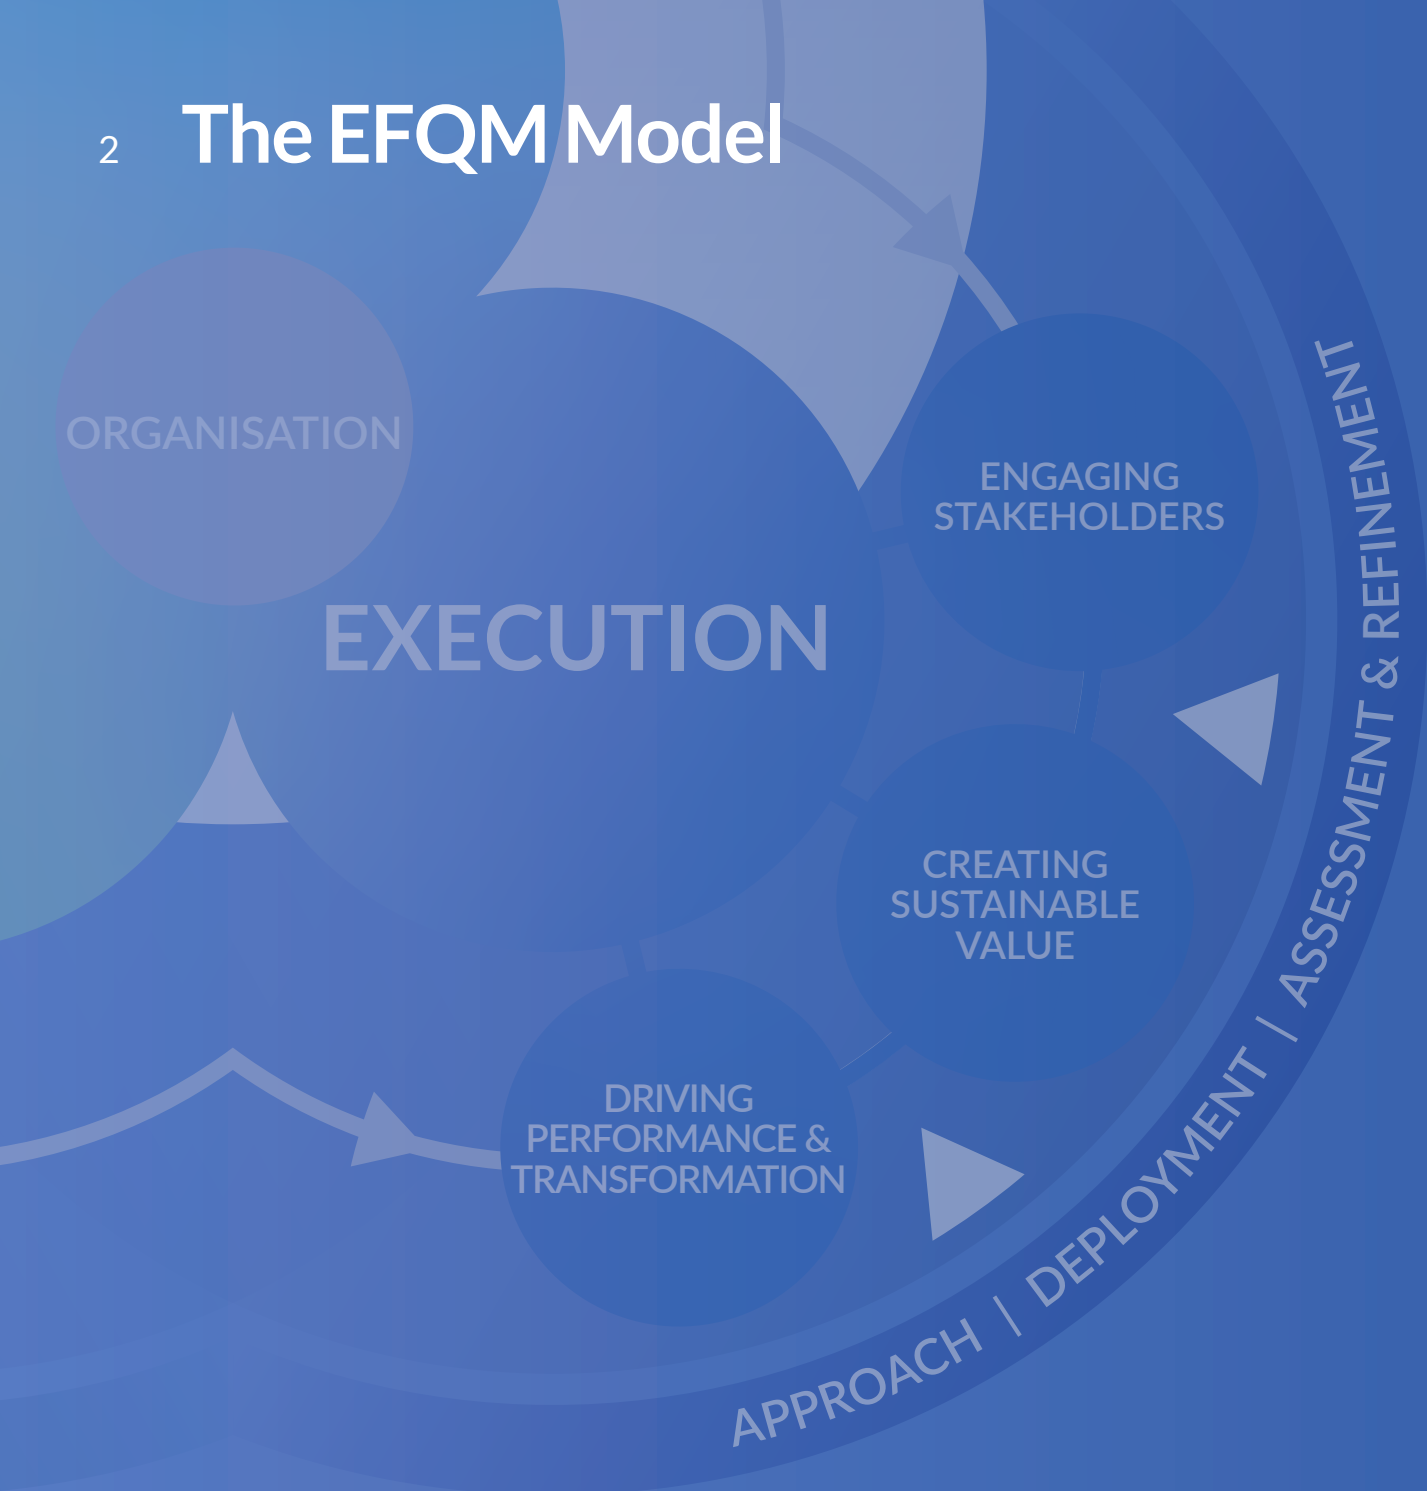 2
The EFQM Model
ORGANISATION
ENGAGING
STAKEHOLDERS
EXECUTION
CREATING
SUSTAINABLE
VALUE
DRIVING
PERFORMANCE &
TRANSFORMATION
APPROACH | DEPLOYMENT | ASSESSMENT & REFINEMENT